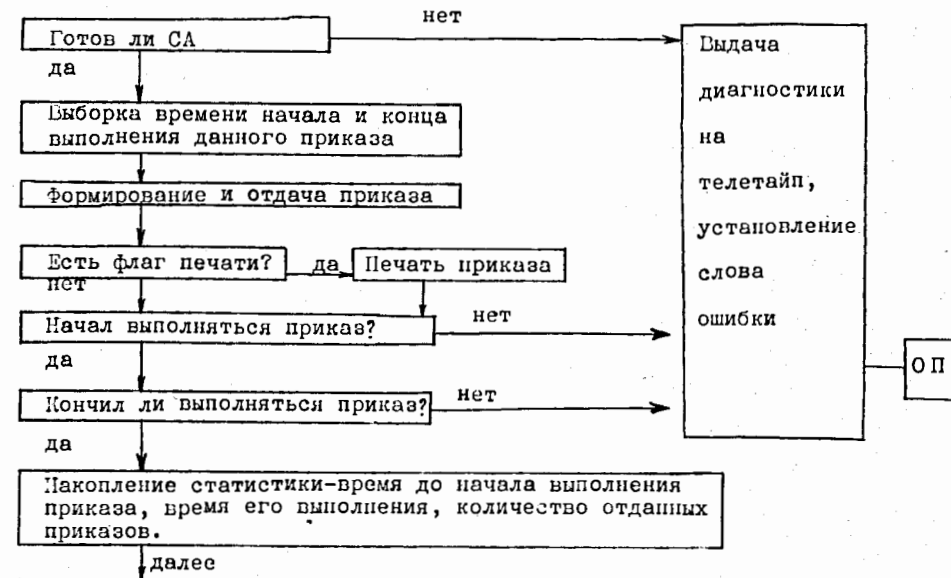 нет
Готов ли СА
да
Выборка времени начала и конца
выполнения данного приказа
Формирование и отдача приказа
Есть флаг печати?
да
Печать приказа
нет
Начал выполняться приказ?
нет
да
Кончил ли выполняться приказ?
нет
да
Накопление статистики-время до начала выполнения
приказа, время его выполнения, количество отданных
приказов.
далее
Выдача
диагностики
на
телетайп,
установление
слова
ошибки
ОП